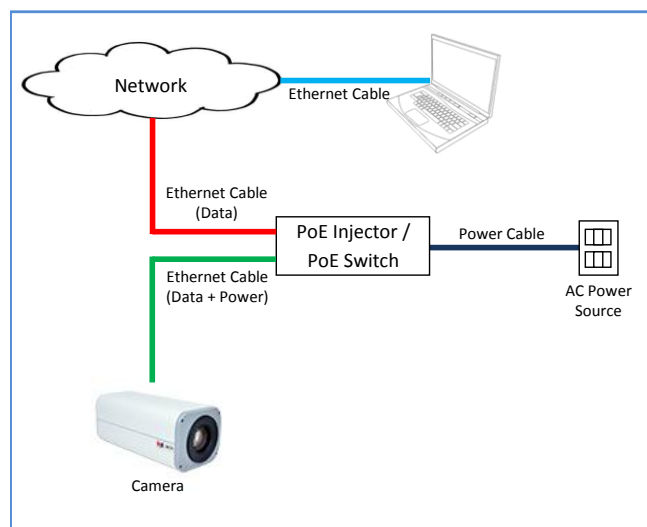 Network
Ethernet Cable
Ethernet Cable
(Data)
PoE Injector /
PoE Switch
Power Cable
Ethernet Cable
(Data + Power)
AC Power
Source
Camera